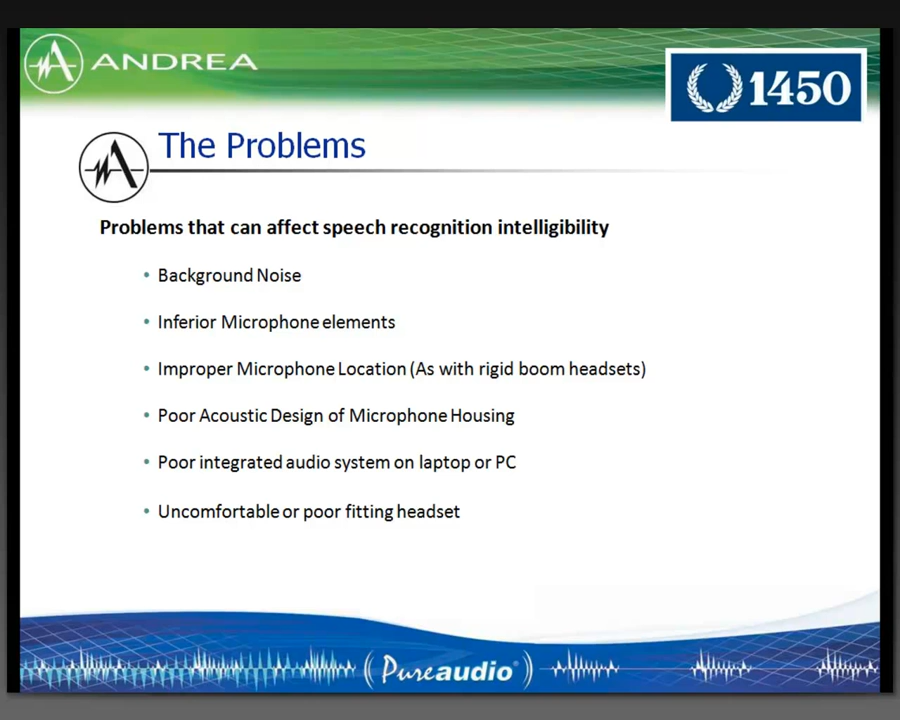 ANDREA
1450
The Problems
Problems that can affect speech recognition intelligibility
• Background Noise
• Inferior Microphone elements
• Improper Microphone Location (As with rigid boom headsets)
• Poor Acoustic Design of Microphone Housing
• Poor integrated audio system on laptop or PC
• Uncomfortable or poor fitting headset
(Pureaudio®)